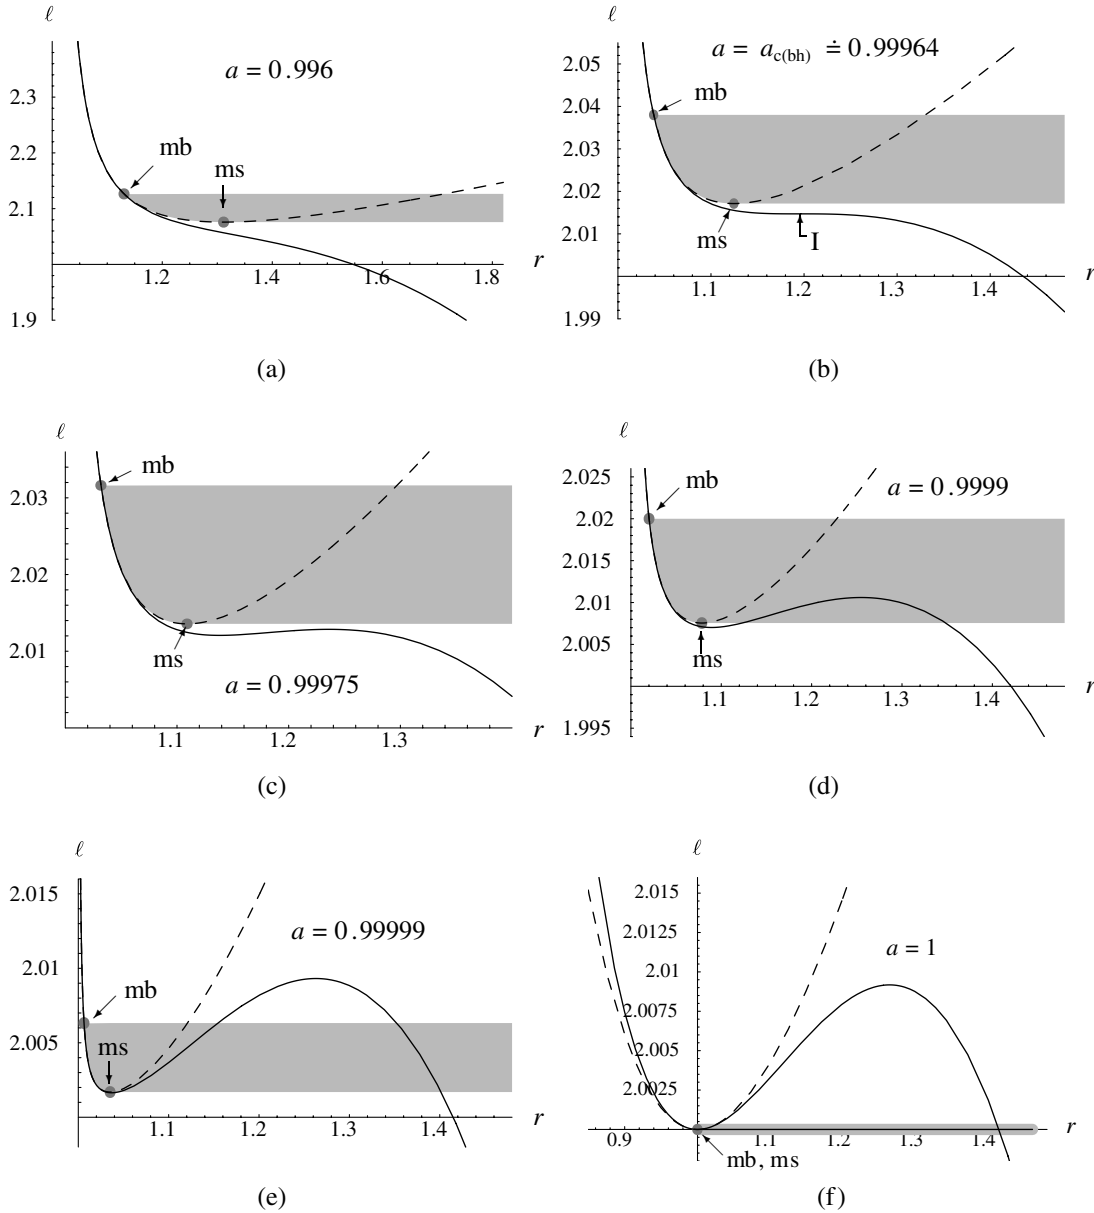 ℓ
a = 0.996
2.3
2.2
2.1
1.9
mb
ms
1.2
1.4
1.6
1.8
r
(a)
ℓ
a = a_c(bh) ≐ 0.99964
2.05
2.04
2.03
2.02
2.01
1.99
mb
ms
I
1.1
1.2
1.3
1.4
r
(b)
ℓ
mb
2.03
2.02
2.01
ms
a = 0.99975
1.1
1.2
1.3
r
(c)
ℓ
2.025
2.02
2.015
2.01
2.005
1.995
mb
a = 0.9999
ms
1.1
1.2
1.3
1.4
r
(d)
ℓ
2.015
2.01
2.005
a = 0.99999
mb
ms
1.1
1.2
1.3
1.4
r
(e)
ℓ
2.015
2.0125
2.01
2.0075
2.005
2.0025
a = 1
0.9
1.1
1.2
1.3
1.4
r
mb, ms
(f)